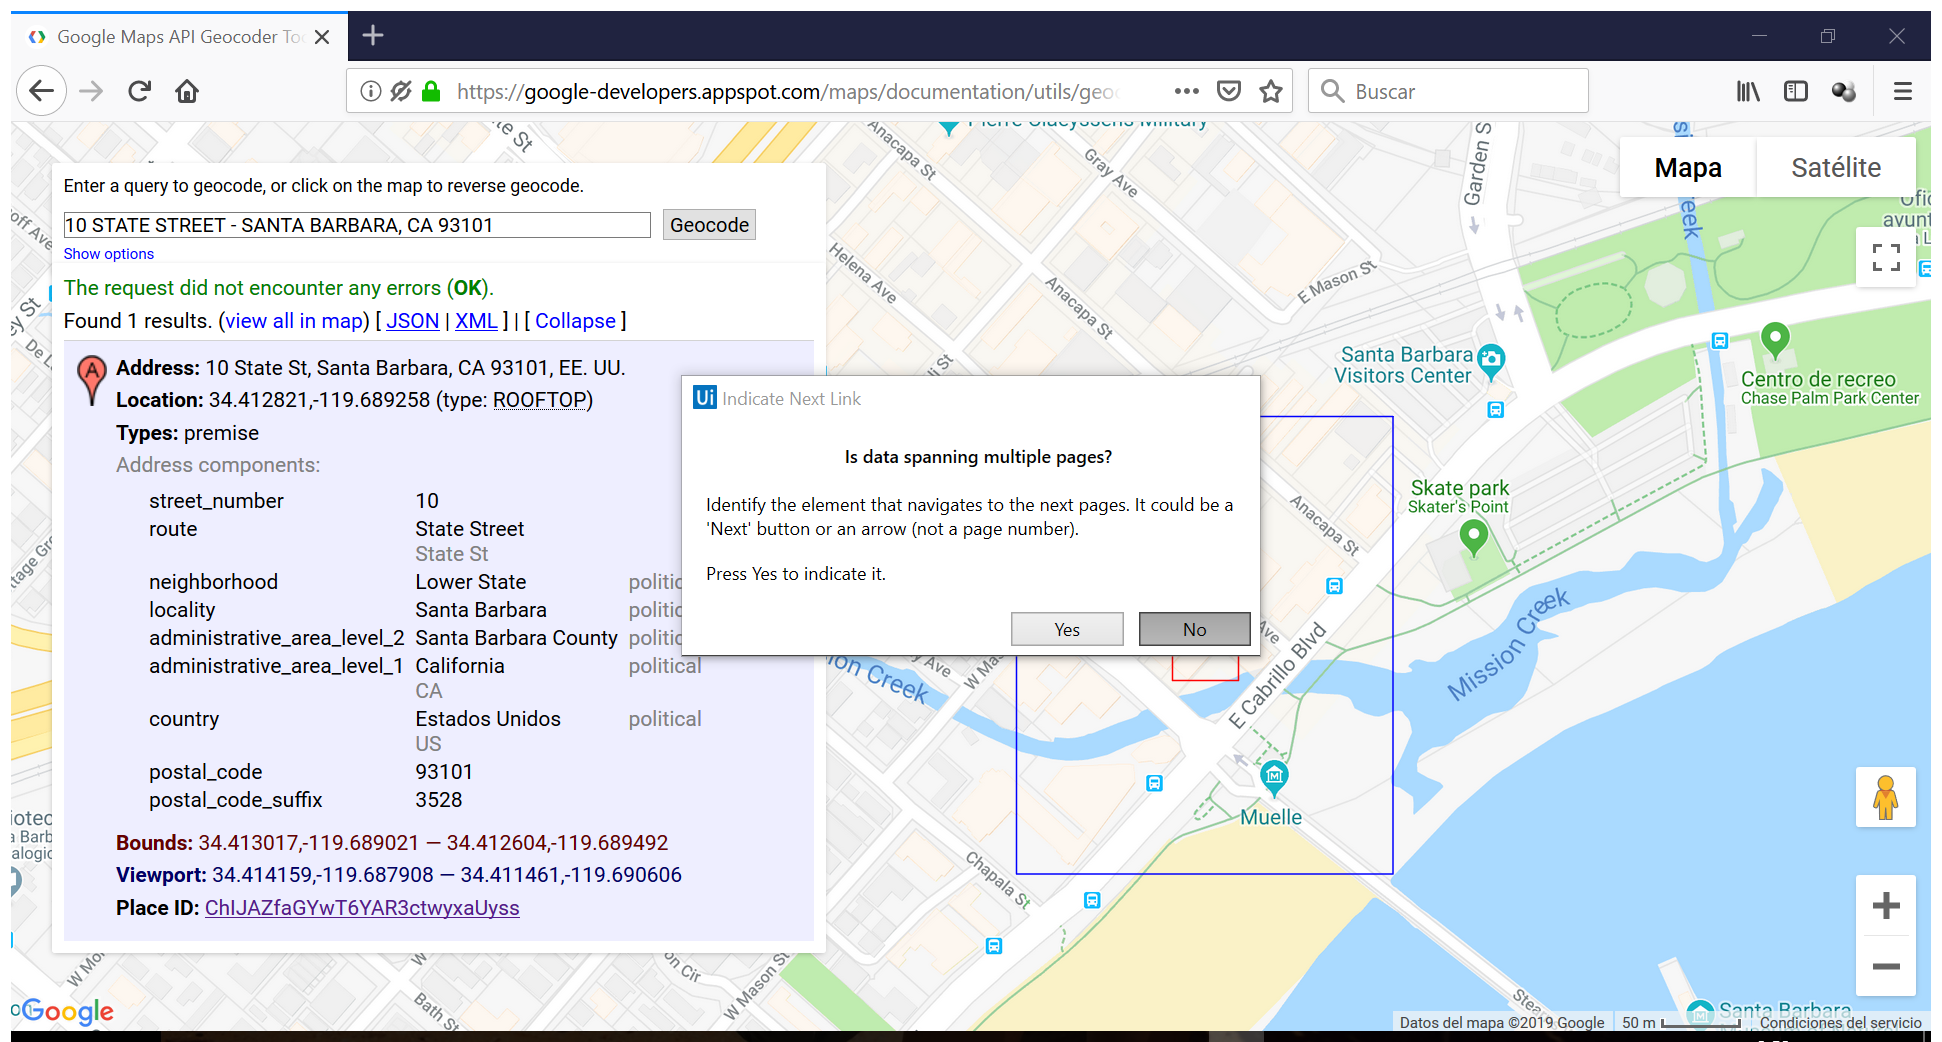 Google Maps API Geocoder Too
https://google-developers.appspot.com/maps/documentation/utils/geoc
Buscar
Enter a query to geocode, or click on the map to reverse geocode.
10 STATE STREET - SANTA BARBARA, CA 93101
Geocode
Show options
The request did not encounter any errors (OK).
Found 1 results. (view all in map) [ JSON | XML ] | [ Collapse ]
A
Address: 10 State St, Santa Barbara, CA 93101, EE. UU.
Location: 34.412821,-119.689258 (type: ROOFTOP)
Types: premise
Address components:
street_number 10
route State Street
State St
neighborhood Lower State politic
locality Santa Barbara politic
administrative_area_level_2 Santa Barbara County politic
administrative_area_level_1 California political
CA
country Estados Unidos political
US
postal_code 93101
postal_code_suffix 3528
Bounds: 34.413017,-119.689021 — 34.412604,-119.689492
Viewport: 34.414159,-119.687908 — 34.411461,-119.690606
Place ID: ChIJAZfaGYwT6YAR3ctwyxaUyss
Ui Indicate Next Link
Is data spanning multiple pages?
Identify the element that navigates to the next pages. It could be a
'Next' button or an arrow (not a page number).
Press Yes to indicate it.
Yes
No
Mapa
Satélite
Anacapa St
Gray Ave
Garden S
Helena Ave
Anacapa St
E Mason St
Santa Barbara
Visitors Center
Centro de recreo
Chase Palm Park Center
Skate park
Skater's Point
Anacapa St
E Cabrillo Blvd
Mission Creek
Creek
Muelle
Chapala St
W Mason St
Bath St
Google
Santa Barbara
Datos del mapa ©2019 Google
50 m
Condiciones del servicio